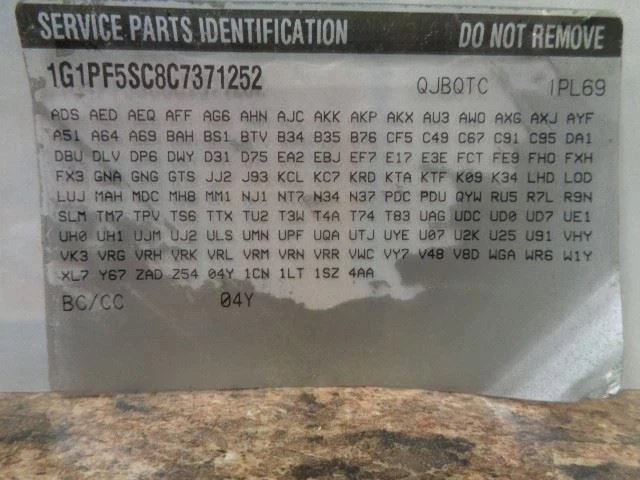 SERVICE PARTS IDENTIFICATION DO NOT REMOVE
1G1PF5SC8C7371252 QJBQTC 1PL69
ADS AED AEQ AFF AG6 AHN AJC AKK AKP AKX AU3 AW0 AXG AXJ AYF
A51 A64 A69 BAH BS1 BTV B34 B35 B76 CF5 C49 C67 C91 C95 DA1
DBU DLV DP6 DWY D31 D75 EA2 EBJ EF7 E17 E3E FCT FE9 FHO FXH
FX3 GNA GNG GTS JJ2 J93 KCL KC7 KRD KTA KTF K09 K34 LHD LOD
LUJ MAH MDC MH8 MM1 NJ1 NT7 N34 N37 PDC PDU QYW RU5 R7L R9N
SLM TM7 TPV TS6 TTX TU2 T3W T4A T74 T83 UAG UDC UD0 UD7 UE1
UH0 UH1 UJM UJ2 ULS UMN UPF UQA UTJ UYE U07 U2K U25 U91 VHY
VK3 VRG VRH VRK VRL VRM VRN VRR VWC VY7 V48 V8D WGA WR6 W1Y
XL7 Y67 ZAD Z54 04Y 1CN 1LT 1SZ 4AA
BC/CC 04Y